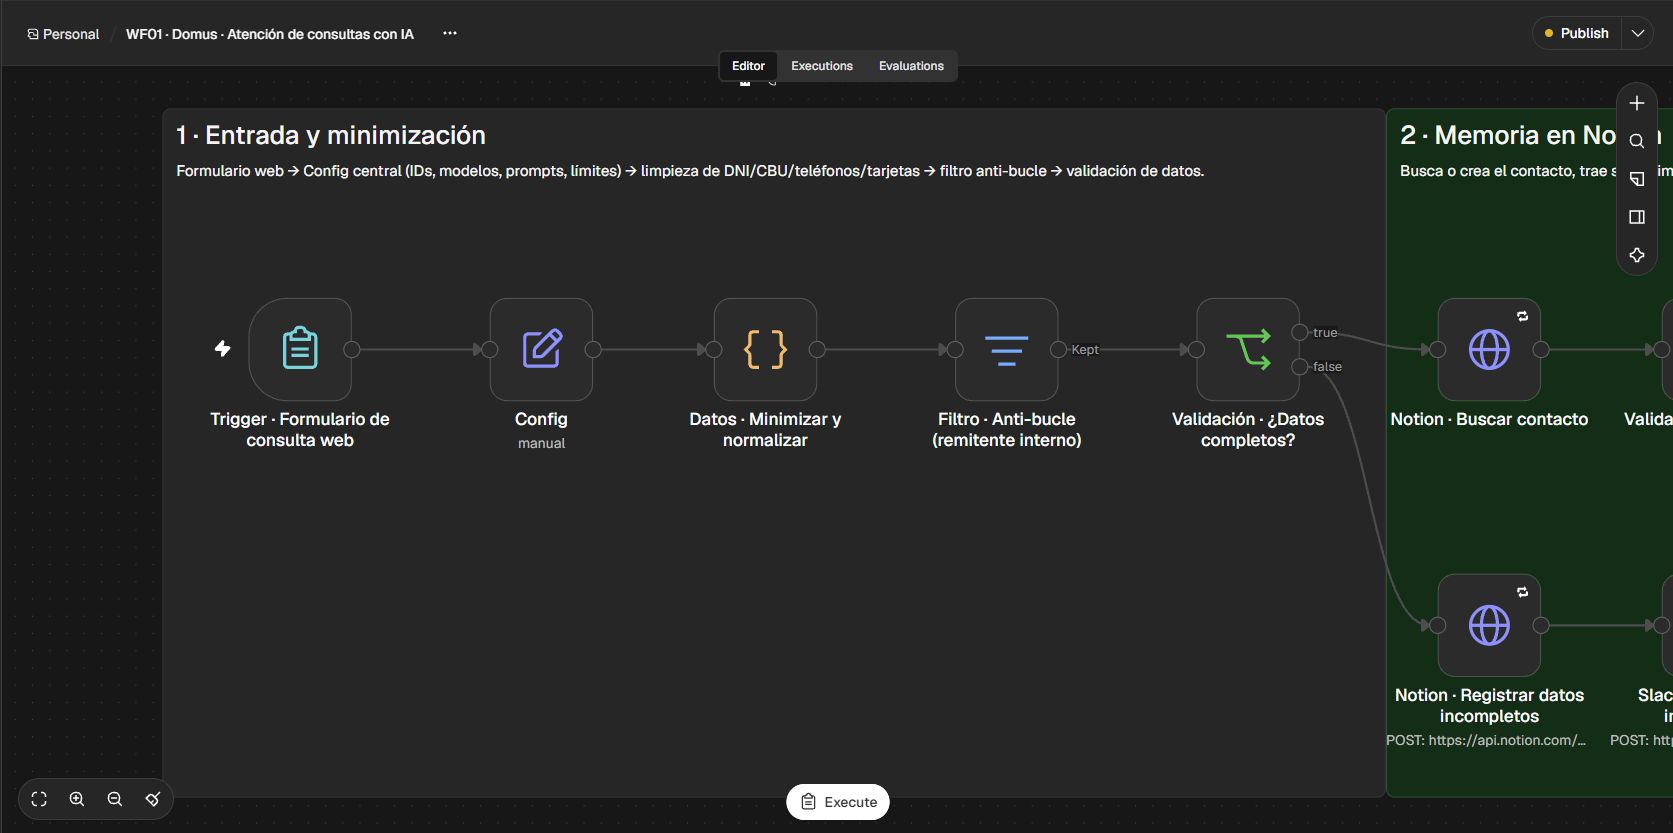 Personal / WF01 · Domus · Atención de consultas con IA ...
Publish
Editor Executions Evaluations
1 · Entrada y minimización
Formulario web → Config central (IDs, modelos, prompts, límites) → limpieza de DNI/CBU/teléfonos/tarjetas → filtro anti-bucle → validación de datos.
2 · Memoria en No
Busca o crea el contacto, trae s
true
Kept
false
Trigger · Formulario de
consulta web
Config
manual
Datos · Minimizar y
normalizar
Filtro · Anti-bucle
(remitente interno)
Validación · ¿Datos
completos?
Notion · Buscar contacto
Valida
Notion · Registrar datos
incompletos
POST: https://api.notion.com/...
Slac
POST: http
Execute